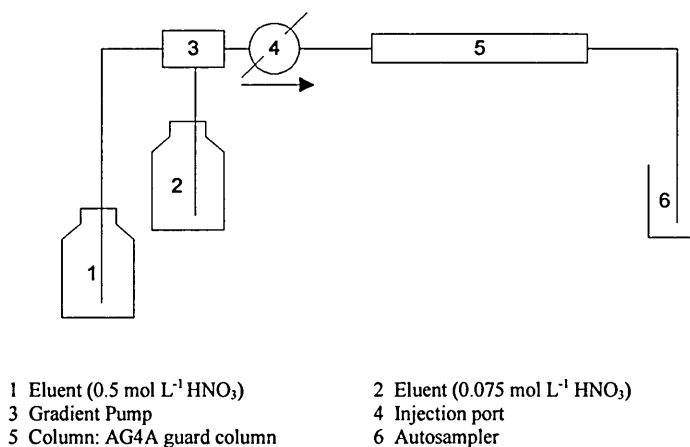 3
4
5
2
6
1
1 Eluent (0.5 mol L⁻¹ HNO₃)
2 Eluent (0.075 mol L⁻¹ HNO₃)
3 Gradient Pump
4 Injection port
5 Column: AG4A guard column
6 Autosampler